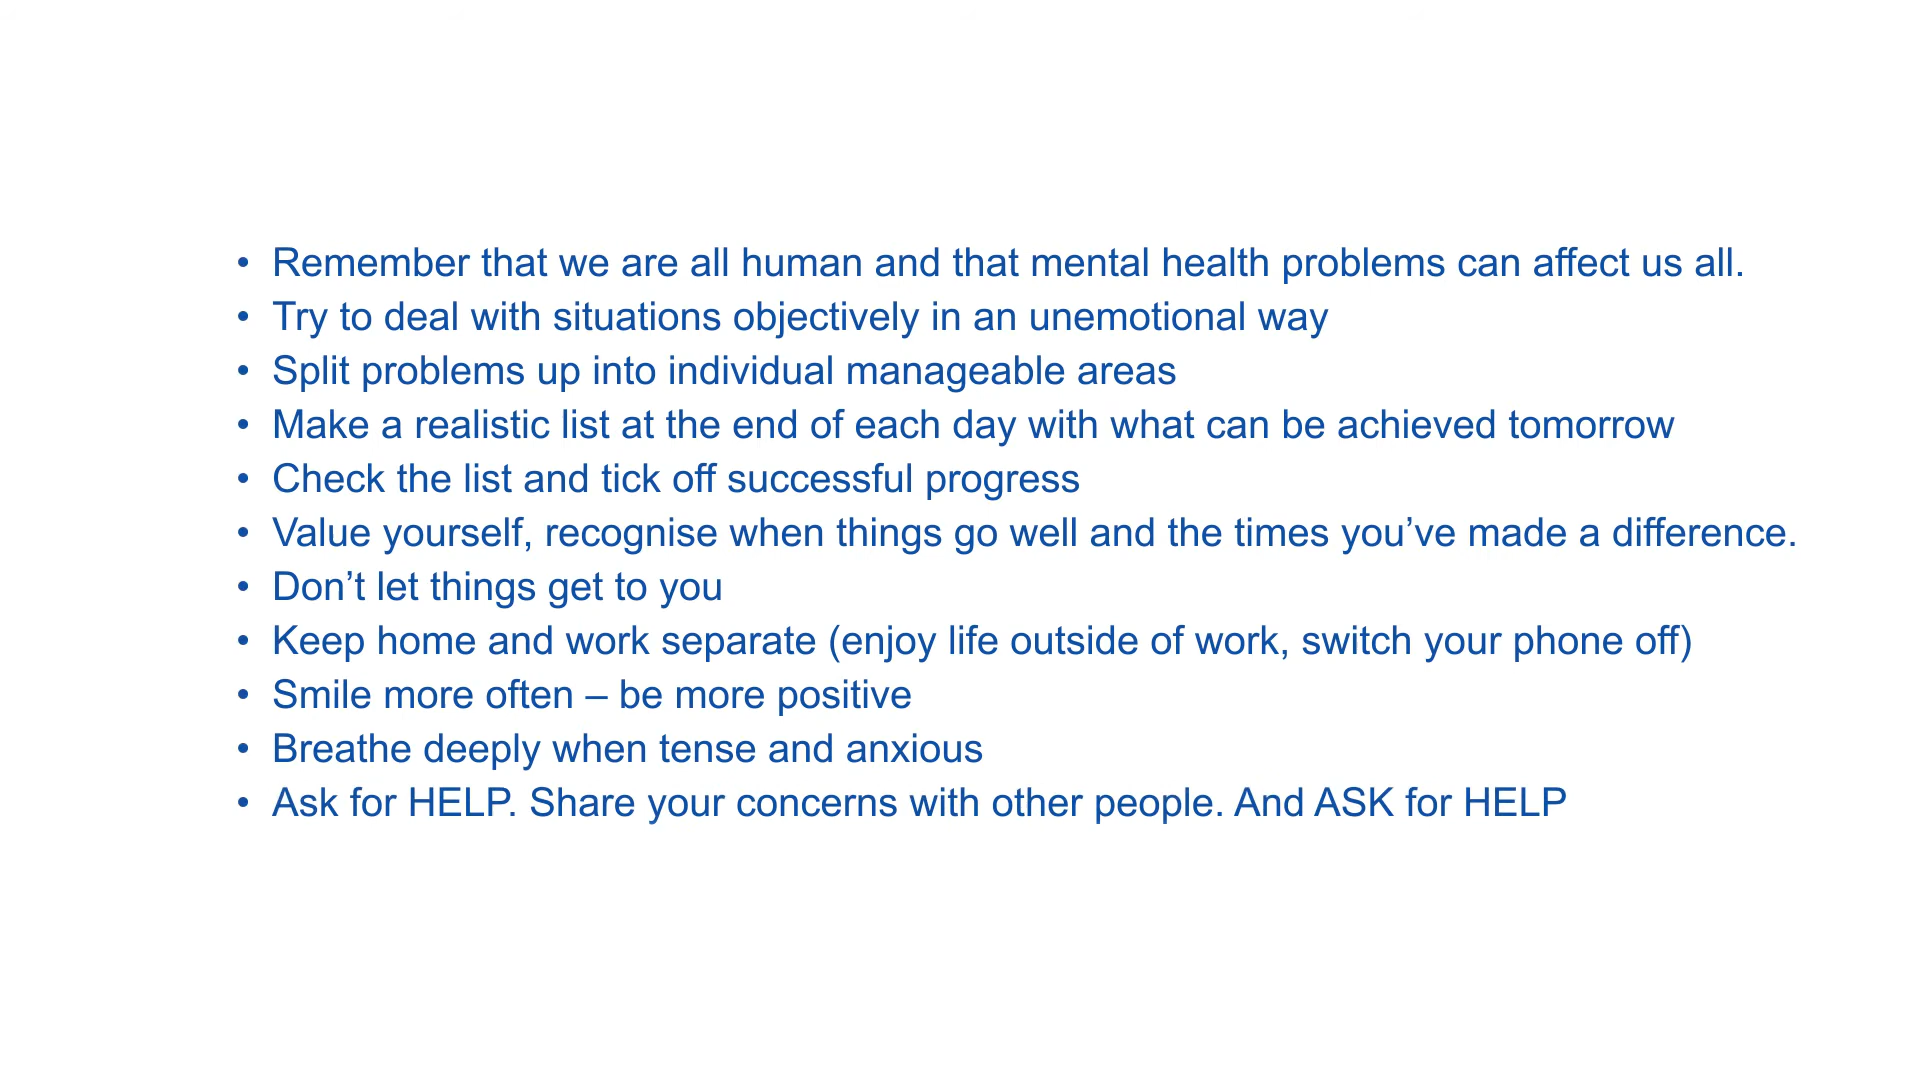 • Remember that we are all human and that mental health problems can affect us all.
• Try to deal with situations objectively in an unemotional way
• Split problems up into individual manageable areas
• Make a realistic list at the end of each day with what can be achieved tomorrow
• Check the list and tick off successful progress
• Value yourself, recognise when things go well and the times you’ve made a difference.
• Don’t let things get to you
• Keep home and work separate (enjoy life outside of work, switch your phone off)
• Smile more often – be more positive
• Breathe deeply when tense and anxious
• Ask for HELP. Share your concerns with other people. And ASK for HELP